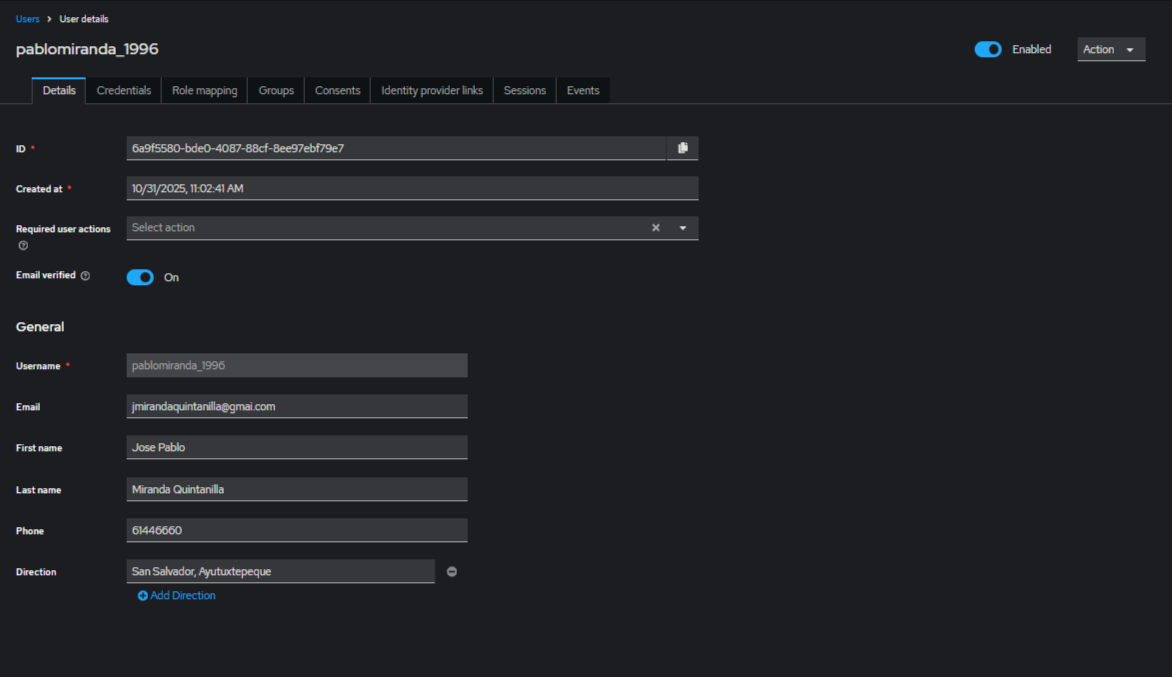 Users > User details
pablomiranda_1996 Enabled Action
Details Credentials Role mapping Groups Consents Identity provider links Sessions Events
ID * 6a9f5580-bde0-4087-88cf-8ee97ebf79e7
Created at * 10/31/2025, 11:02:41 AM
Required user actions Select action
Email verified On
General
Username * pablomiranda_1996
Email jmirandaquintanilla@gmai.com
First name Jose Pablo
Last name Miranda Quintanilla
Phone 61446660
Direction San Salvador, Ayutuxtepeque
Add Direction